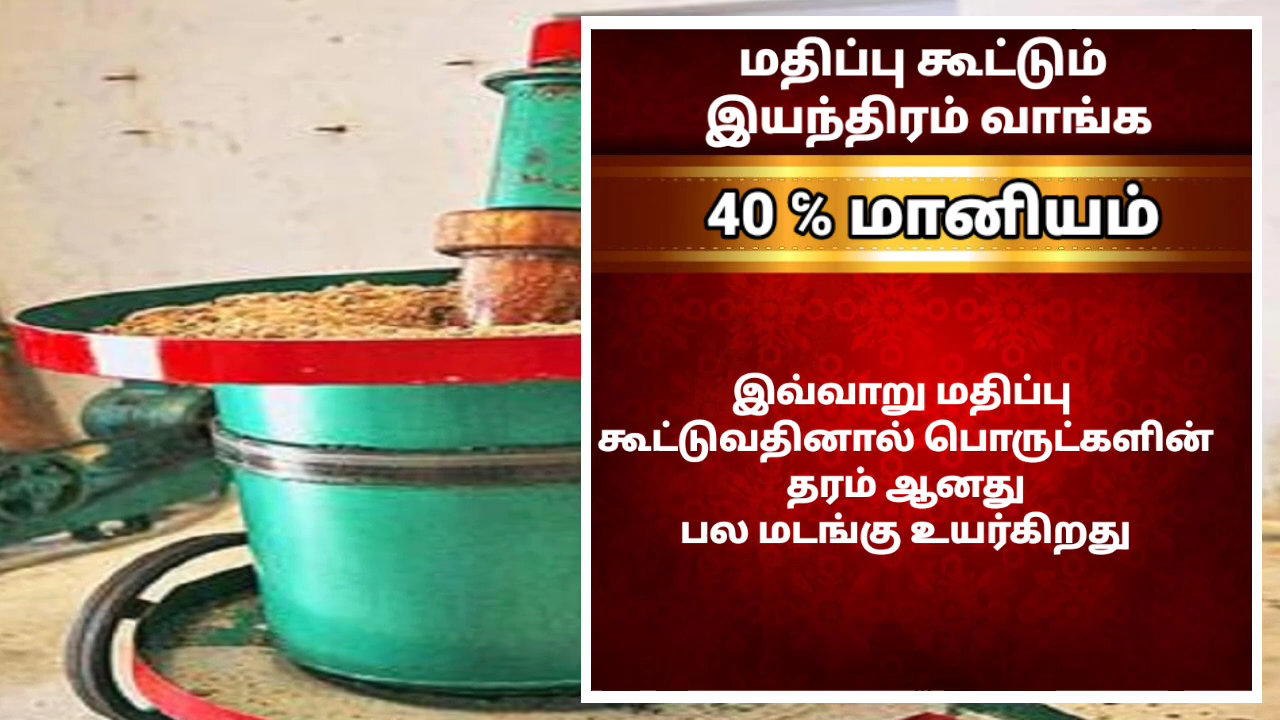 மதிப்பு கூட்டும்
இயந்திரம் வாங்க
40 % மானியம்
இவ்வாறு மதிப்பு
கூட்டுவதினால் பொருட்களின்
தரம் ஆனது
பல மடங்கு உயர்கிறது